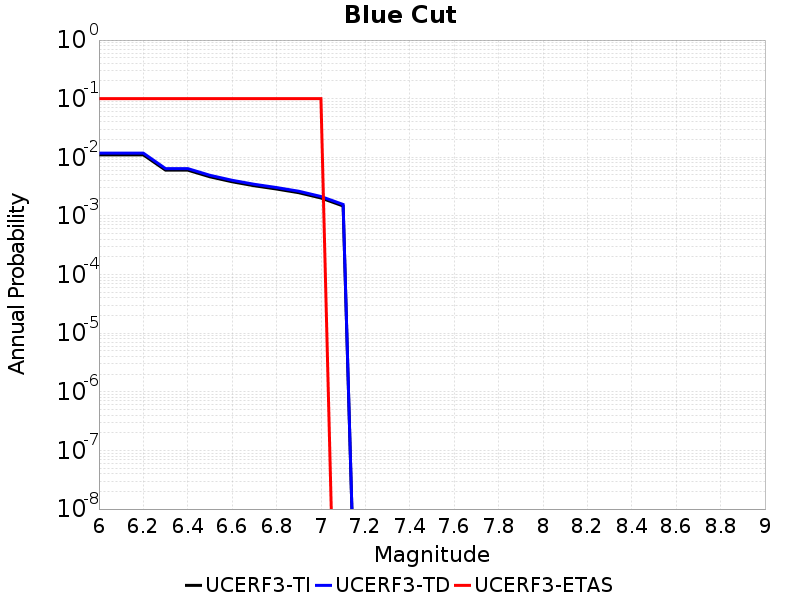 Blue Cut
10^0
10^-1
10^-2
10^-3
10^-4
10^-5
10^-6
10^-7
10^-8
Annual Probability
6 6.2 6.4 6.6 6.8 7 7.2 7.4 7.6 7.8 8 8.2 8.4 8.6 8.8 9
Magnitude
UCERF3-TI UCERF3-TD UCERF3-ETAS